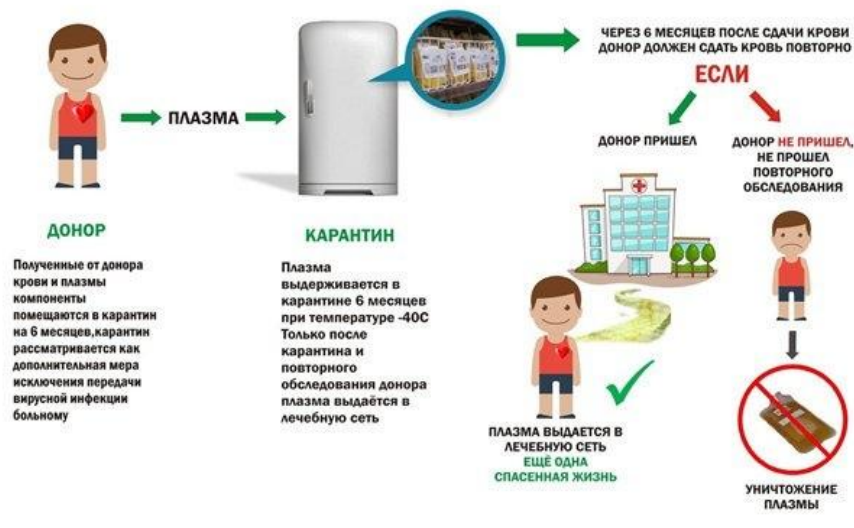 ПЛАЗМА
ДОНОР
Полученные от донора
крови и плазмы
компоненты
помещаются в карантин
на 6 месяцев,карантин
рассматривается как
дополнительная мера
исключения передачи
вирусной инфекции
больному
КАРАНТИН
Плазма
выдерживается в
карантине 6 месяцев
при температуре -40С
Только после
карантина и
повторного
обследования донора
плазма выдаётся в
лечебную сеть
ЧЕРЕЗ 6 МЕСЯЦЕВ ПОСЛЕ СДАЧИ КРОВИ
ДОНОР ДОЛЖЕН СДАТЬ КРОВЬ ПОВТОРНО
ЕСЛИ
ДОНОР ПРИШЕЛ
ДОНОР НЕ ПРИШЕЛ,
НЕ ПРОШЕЛ
ПОВТОРНОГО
ОБСЛЕДОВАНИЯ
ПЛАЗМА ВЫДАЕТСЯ В
ЛЕЧЕБНУЮ СЕТЬ
ЕЩЁ ОДНА
СПАСЕННАЯ ЖИЗНЬ
УНИЧТОЖЕНИЕ
ПЛАЗМЫ